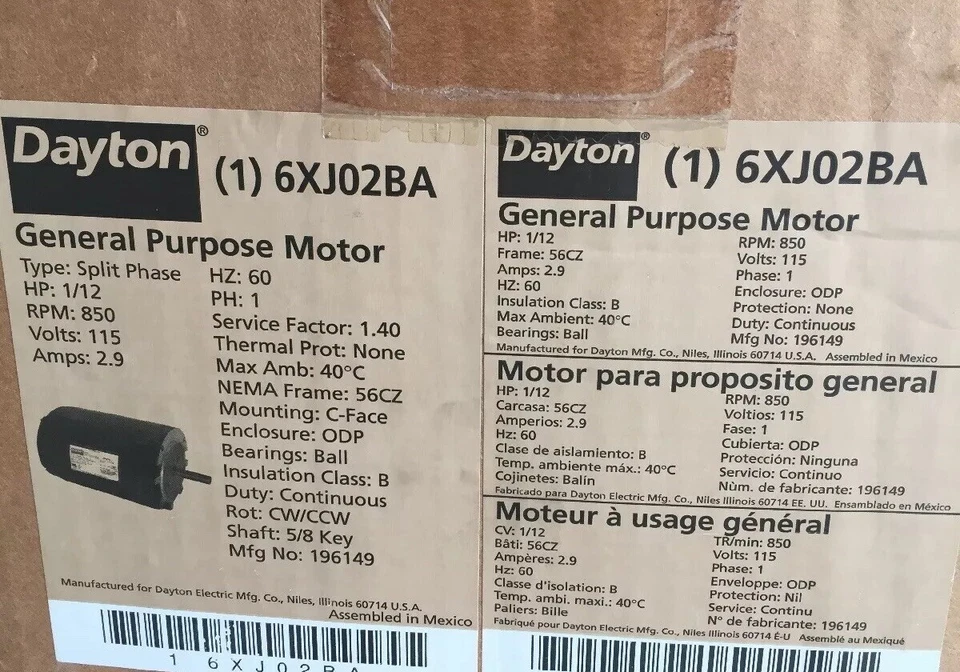 Dayton®
(1) 6XJ02BA
General Purpose Motor
Type: Split Phase
HP: 1/12
RPM: 850
Volts: 115
Amps: 2.9
HZ: 60
PH: 1
Service Factor: 1.40
Thermal Prot: None
Max Amb: 40°C
NEMA Frame: 56CZ
Mounting: C-Face
Enclosure: ODP
Bearings: Ball
Insulation Class: B
Duty: Continuous
Rot: CW/CCW
Shaft: 5/8 Key
Mfg No: 196149
Manufactured for Dayton Electric Mfg. Co., Niles, Illinois 60714 U.S.A.
Assembled in Mexico
1 6XJ02BA
Dayton®
(1) 6XJ02BA
General Purpose Motor
HP: 1/12
Frame: 56CZ
Amps: 2.9
HZ: 60
Insulation Class: B
Max Ambient: 40°C
Bearings: Ball
RPM: 850
Volts: 115
Phase: 1
Enclosure: ODP
Protection: None
Duty: Continuous
Mfg No: 196149
Manufactured for Dayton Mfg. Co., Niles, Illinois 60714 U.S.A. Assembled in Mexico
Motor para proposito general
HP: 1/12
Carcasa: 56CZ
Amperios: 2.9
Hz: 60
Clase de aislamiento: B
Temp. ambiente máx.: 40°C
Cojinetes: Balín
RPM: 850
Voltios: 115
Fase: 1
Cubierta: ODP
Protección: Ninguna
Servicio: Continuo
Nùm. de fabricante: 196149
Fabricado para Dayton Electric Mfg. Co., Niles Illinois 60714 EE. UU. Ensamblado en México
Moteur à usage général
CV: 1/12
Bâti: 56CZ
Ampères: 2.9
Hz: 60
Classe d'isolation: B
Temp. ambi. maxi.: 40°C
Paliers: Bille
TR/min: 850
Volts: 115
Phase: 1
Enveloppe: ODP
Protection: Nil
Service: Continu
N° de fabricante: 196149
Fabriqué pour Dayton Electric Mfg. Co., Niles Illinois 60714 É-U Assemblé au Mexiqué